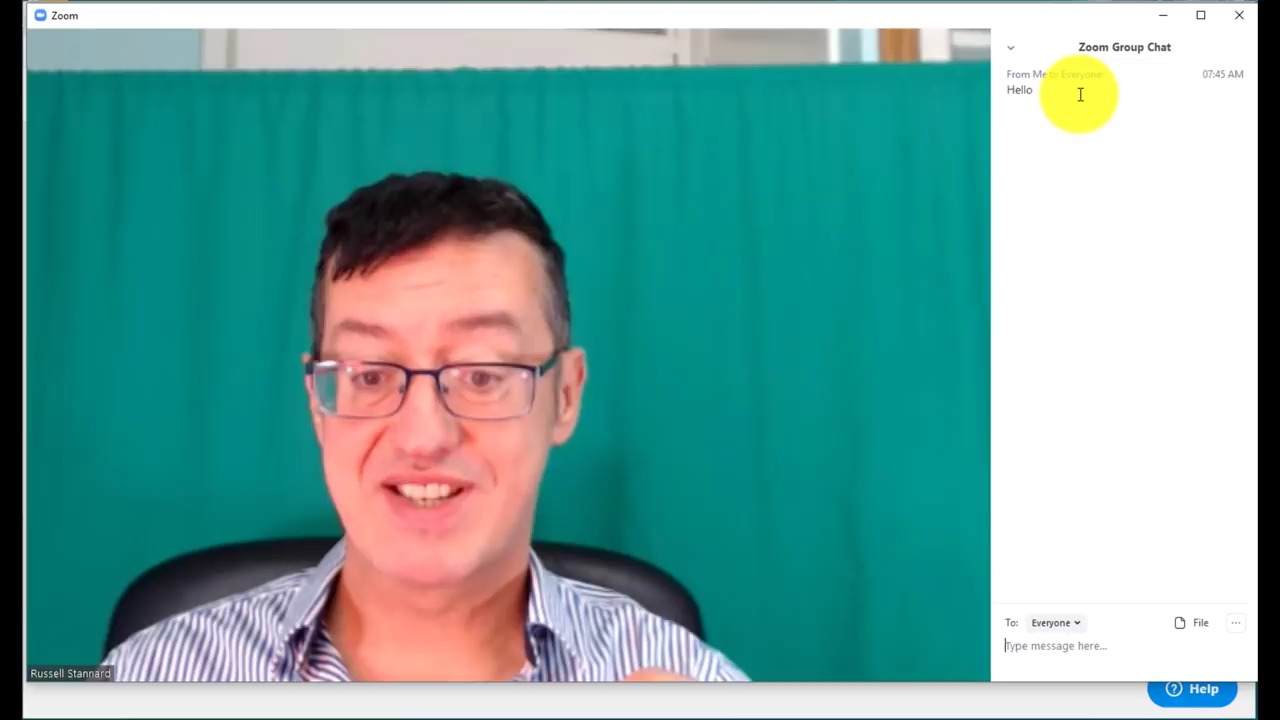 Zoom
Zoom Group Chat
From Me to Everyone
07:45 AM
Hello
To:
Everyone
File
Type message here...
Russell Stannard
Help